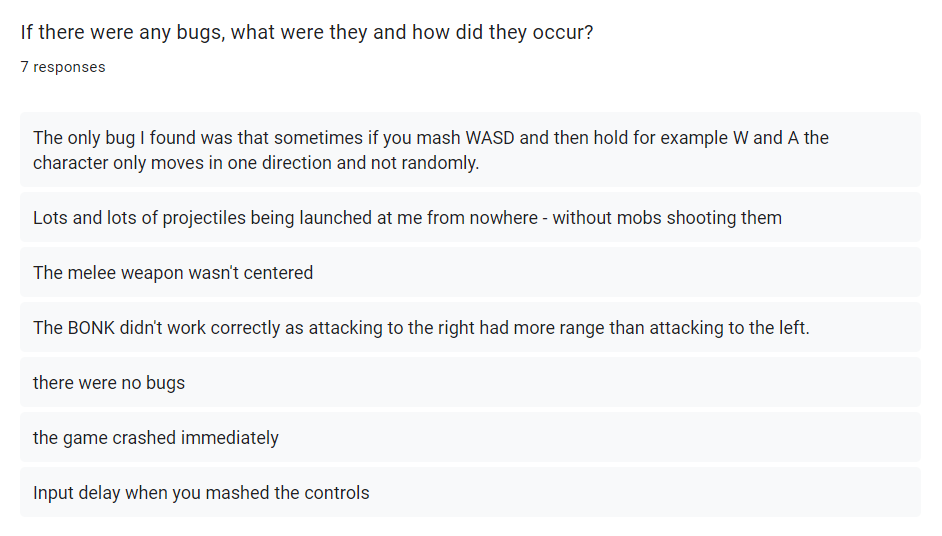 If there were any bugs, what were they and how did they occur?
7 responses
The only bug I found was that sometimes if you mash WASD and then hold for example W and A the
character only moves in one direction and not randomly.
Lots and lots of projectiles being launched at me from nowhere - without mobs shooting them
The melee weapon wasn't centered
The BONK didn't work correctly as attacking to the right had more range than attacking to the left.
there were no bugs
the game crashed immediately
Input delay when you mashed the controls